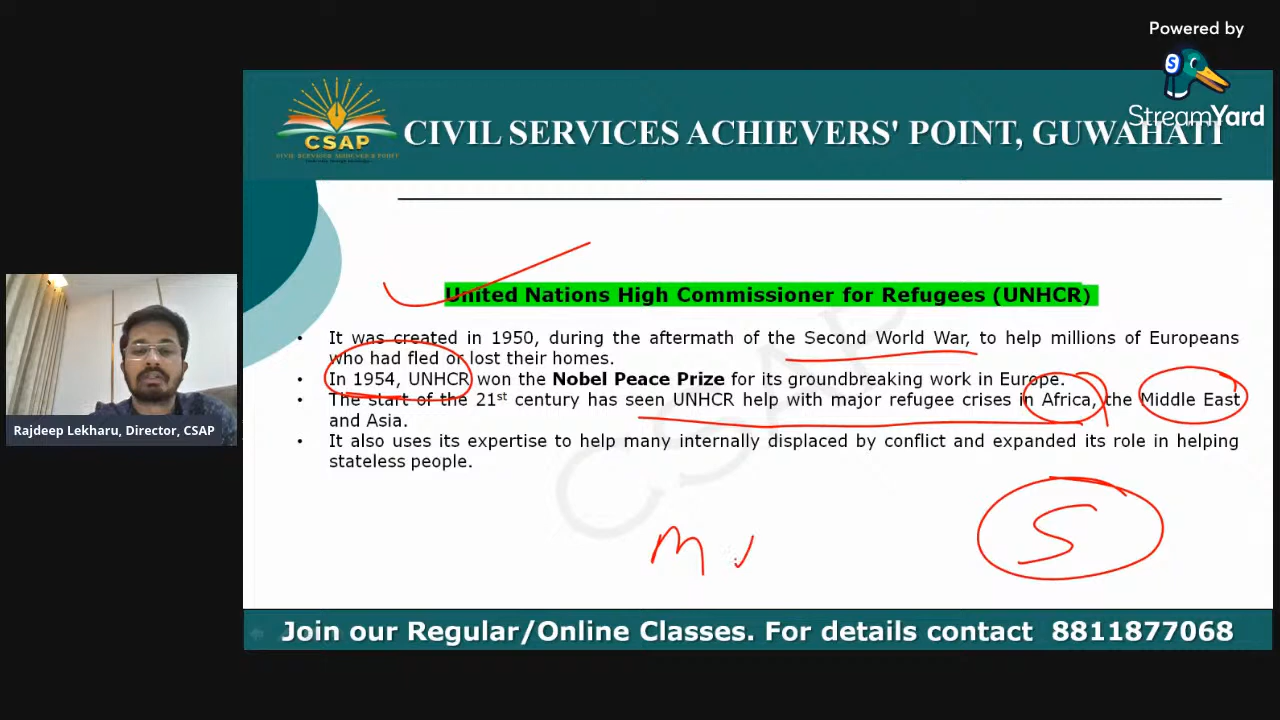 Powered by
StreamYard
CSAP
CIVIL SERVICES ACHIEVERS' POINT, GUWAHATI
United Nations High Commissioner for Refugees (UNHCR)
• It was created in 1950, during the aftermath of the Second World War, to help millions of Europeans
who had fled or lost their homes.
• In 1954, UNHCR won the Nobel Peace Prize for its groundbreaking work in Europe.
• The start of the 21st century has seen UNHCR help with major refugee crises in Africa, the Middle East
and Asia.
• It also uses its expertise to help many internally displaced by conflict and expanded its role in helping
stateless people.
CSAP
M
S
Rajdeep Lekharu, Director, CSAP
Join our Regular/Online Classes. For details contact 8811877068